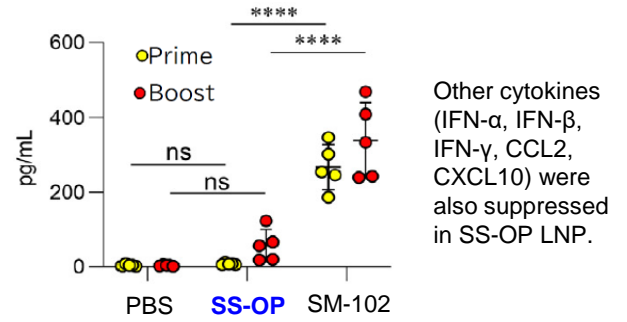 ****
****
600
400
200
0
pg/mL
Prime
Boost
ns
ns
PBS
SS-OP
SM-102
Other cytokines
(IFN-α, IFN-β,
IFN-γ, CCL2,
CXCL10) were
also suppressed
in SS-OP LNP.